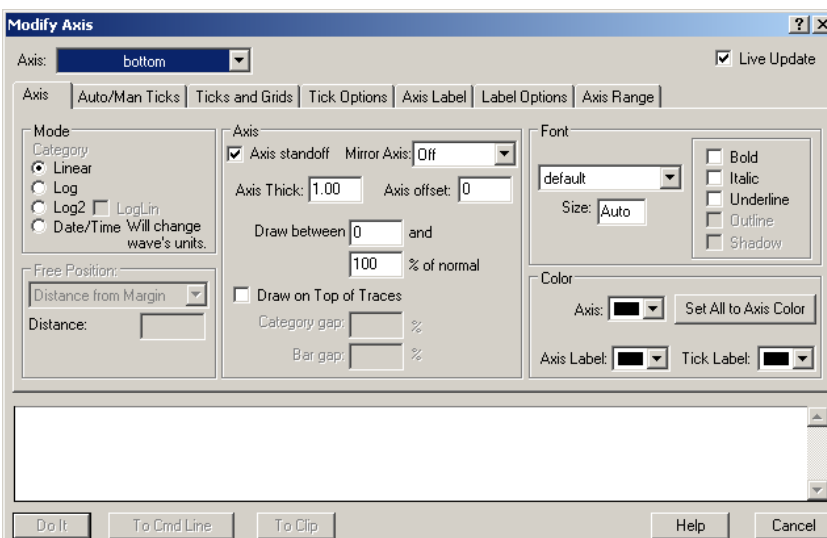 Modify Axis
Axis: bottom
Live Update
Axis Auto/Man Ticks Ticks and Grids Tick Options Axis Label Label Options Axis Range
Mode
Category
Linear
Log
Log2 LogLin
Date/Time Will change
wave's units.
Free Position:
Distance from Margin
Distance:
Axis
Axis standoff Mirror Axis: Off
Axis Thick: 1.00 Axis offset: 0
Draw between 0 and
100 % of normal
Draw on Top of Traces
Category gap: %
Bar gap: %
Font
default
Size: Auto
Bold
Italic
Underline
Outline
Shadow
Color
Axis: Set All to Axis Color
Axis Label: Tick Label:
Do It To Cmd Line To Clip Help Cancel